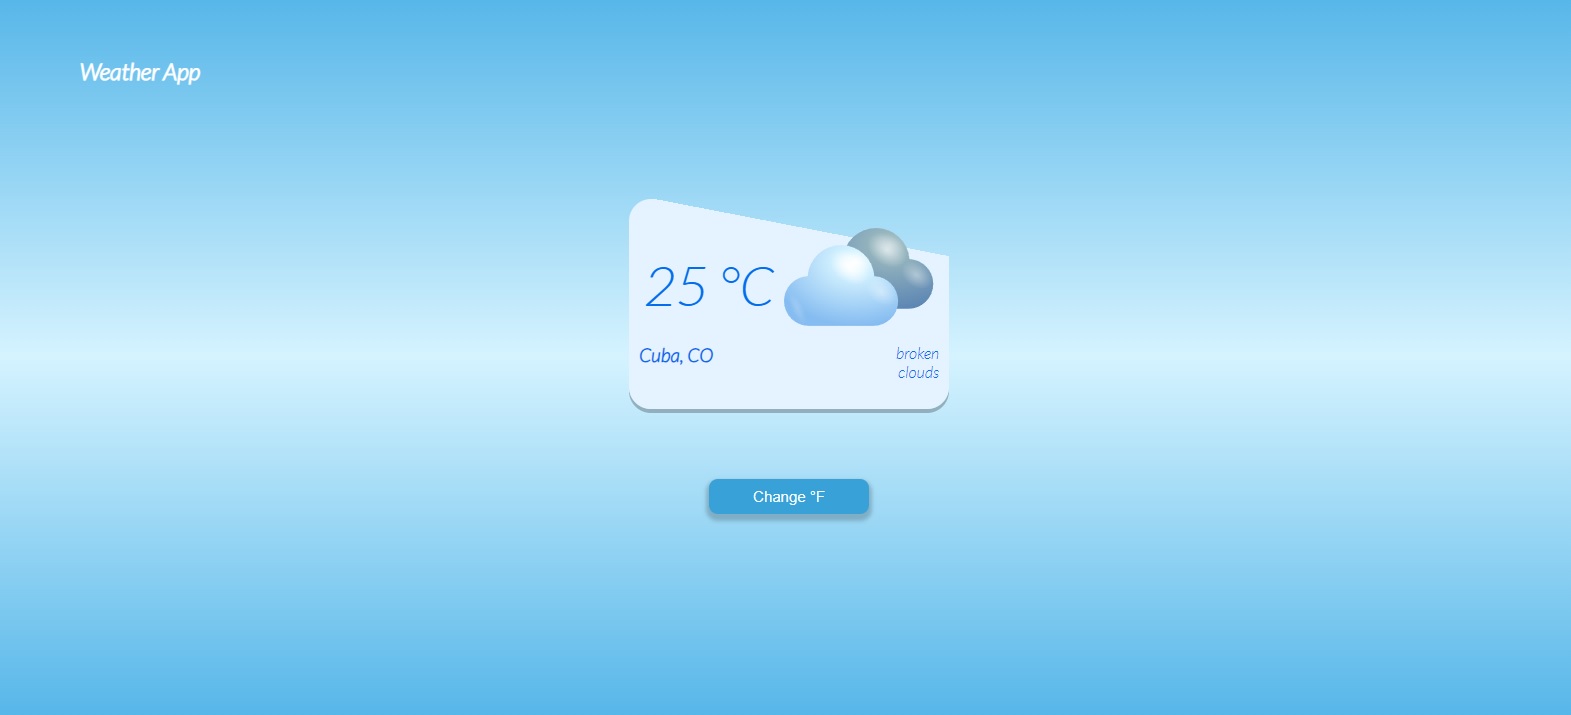 Weather App
25 °C
Cuba, CO
broken
clouds
Change °F